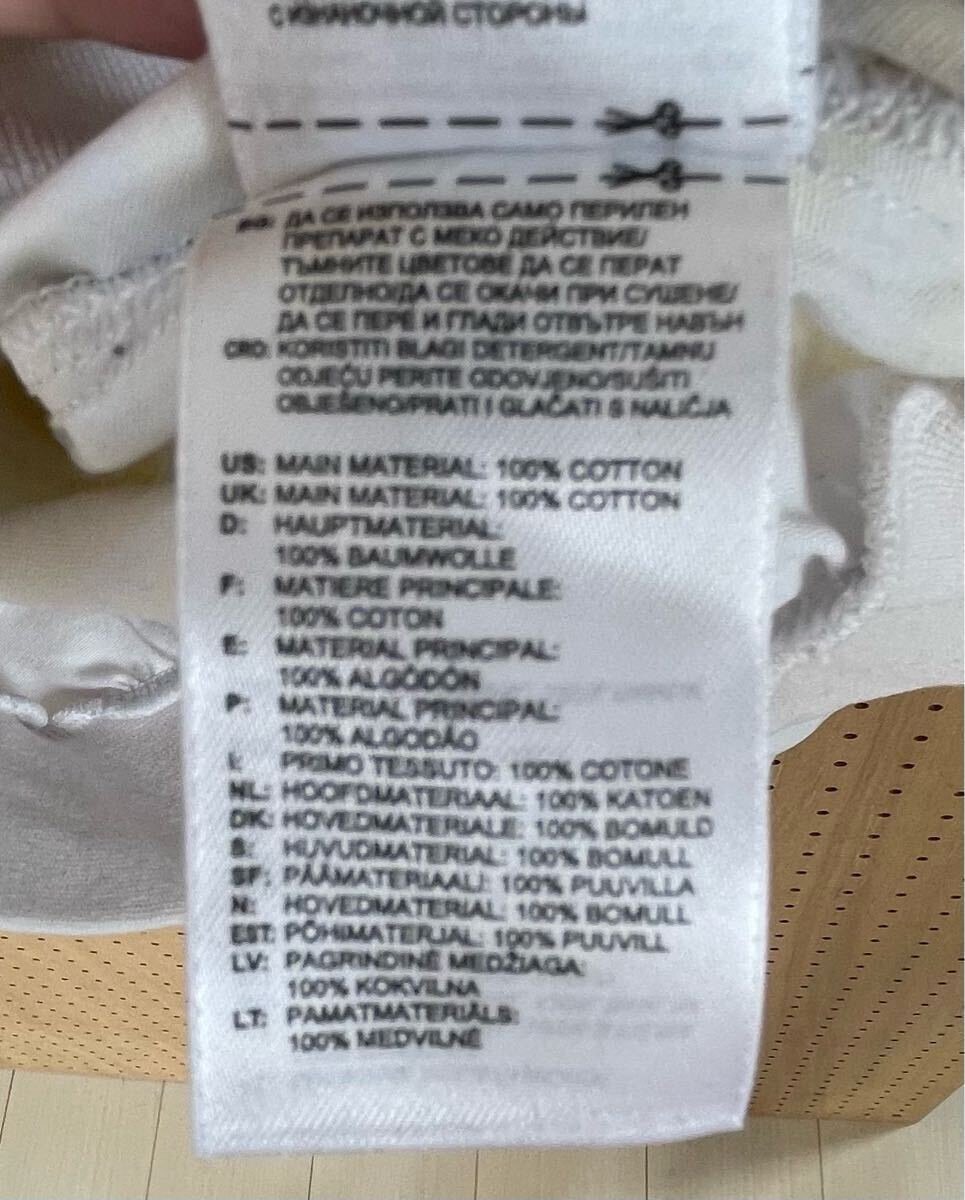 С ИЗНАНОЧНОЙ СТОРОНЫ
BG: ДА СЕ ИЗПОЛЗВА САМО ПЕРИЛЕН
ПРЕПАРАТ С МЕКО ДЕЙСТВИЕ/
ТЪМНИТЕ ЦВЕТОВЕ ДА СЕ ПЕРАТ
ОТДЕЛНО/ДА СЕ ОКАЧИ ПРИ СУШЕНЕ/
ДА СЕ ПЕРЕ И ГЛАДИ ОТВЪТРЕ НАВЪН
CRO: KORISTITI BLAGI DETERGENT/TAMNU
ODJEĆU PERITE ODOVJENO/SUŠITI
OBJEŠENO/PRATI I GLAČATI S NALIČJA
US: MAIN MATERIAL: 100% COTTON
UK: MAIN MATERIAL: 100% COTTON
D: HAUPTMATERIAL:
100% BAUMWOLLE
F: MATIERE PRINCIPALE:
100% COTON
E: MATERIAL PRINCIPAL:
100% ALGÓDÓN
P: MATERIAL PRINCIPAL:
100% ALGODÃO
I: PRIMO TESSUTO: 100% COTONE
NL: HOOFDMATERIAAL: 100% KATOEN
DK: HOVEDMATERIALE: 100% BOMULD
S: HUVUDMATERIAL: 100% BOMULL
SF: PÄÄMATERIAALI: 100% PUUVILLA
N: HOVEDMATERIAL: 100% BOMULL
EST: PÕHIMATERJAL: 100% PUUVILL
LV: PAGRINDINĖ MEDŽIAGA:
100% KOKVILNA
LT: PAMATMATERIĀLS:
100% MEDVILNĖ